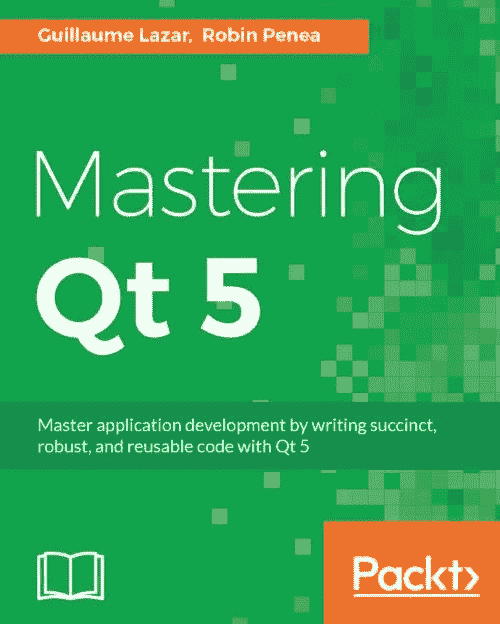 Guillaume Lazar, Robin Penea
Mastering
Qt 5
Master application development by writing succinct,
robust, and reusable code with Qt 5
Packt>